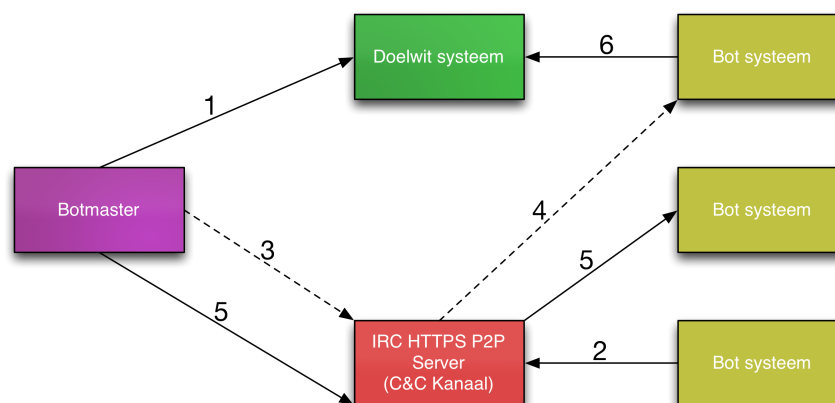 Doelwit systeem
6
Bot systeem
1
Botmaster
3
4
Bot systeem
5
5
IRC HTTPS P2P
Server
(C&C Kanaal)
2
Bot systeem